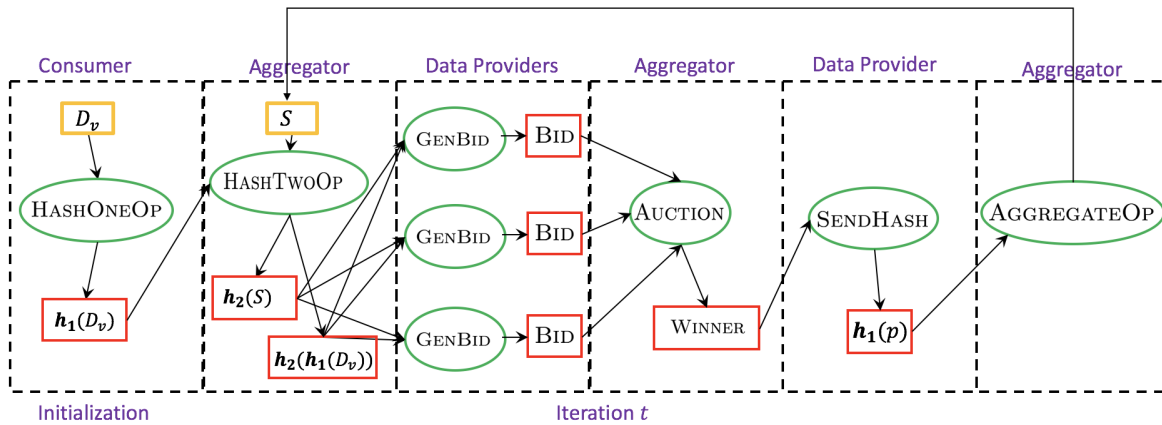 Consumer
Aggregator
Data Providers
Aggregator
Data Provider
Aggregator
D_v
HashOneOp
h_1(D_v)
S
HashTwoOp
h_2(S)
h_2(h_1(D_v))
GenBid
Bid
GenBid
Bid
GenBid
Bid
Auction
Winner
SendHash
h_1(p)
AggregateOp
Initialization
Iteration t